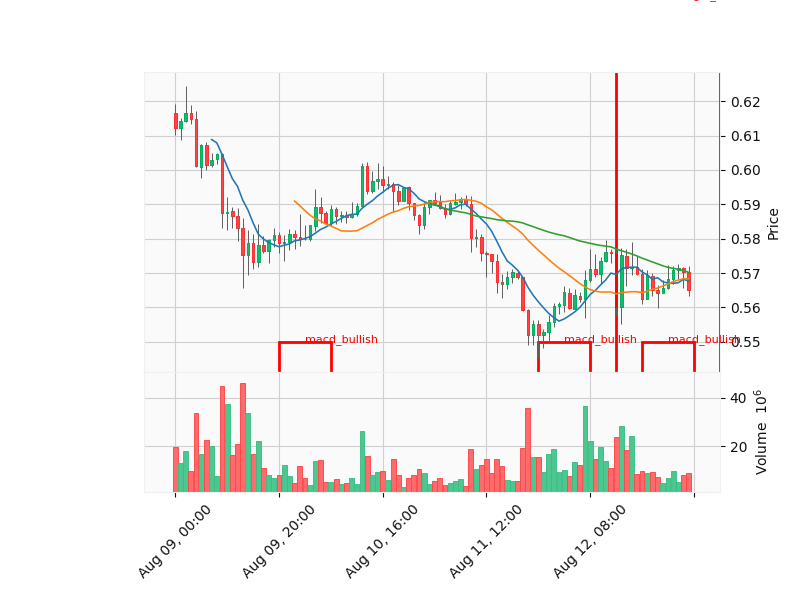 0.62
0.61
0.60
0.59
0.58
0.57
0.56
0.55
Price
macd_bullish
macd_bullish
macd_bullish
40
20
Volume 10^6
Aug 09, 00:00
Aug 09, 20:00
Aug 10, 16:00
Aug 11, 12:00
Aug 12, 08:00